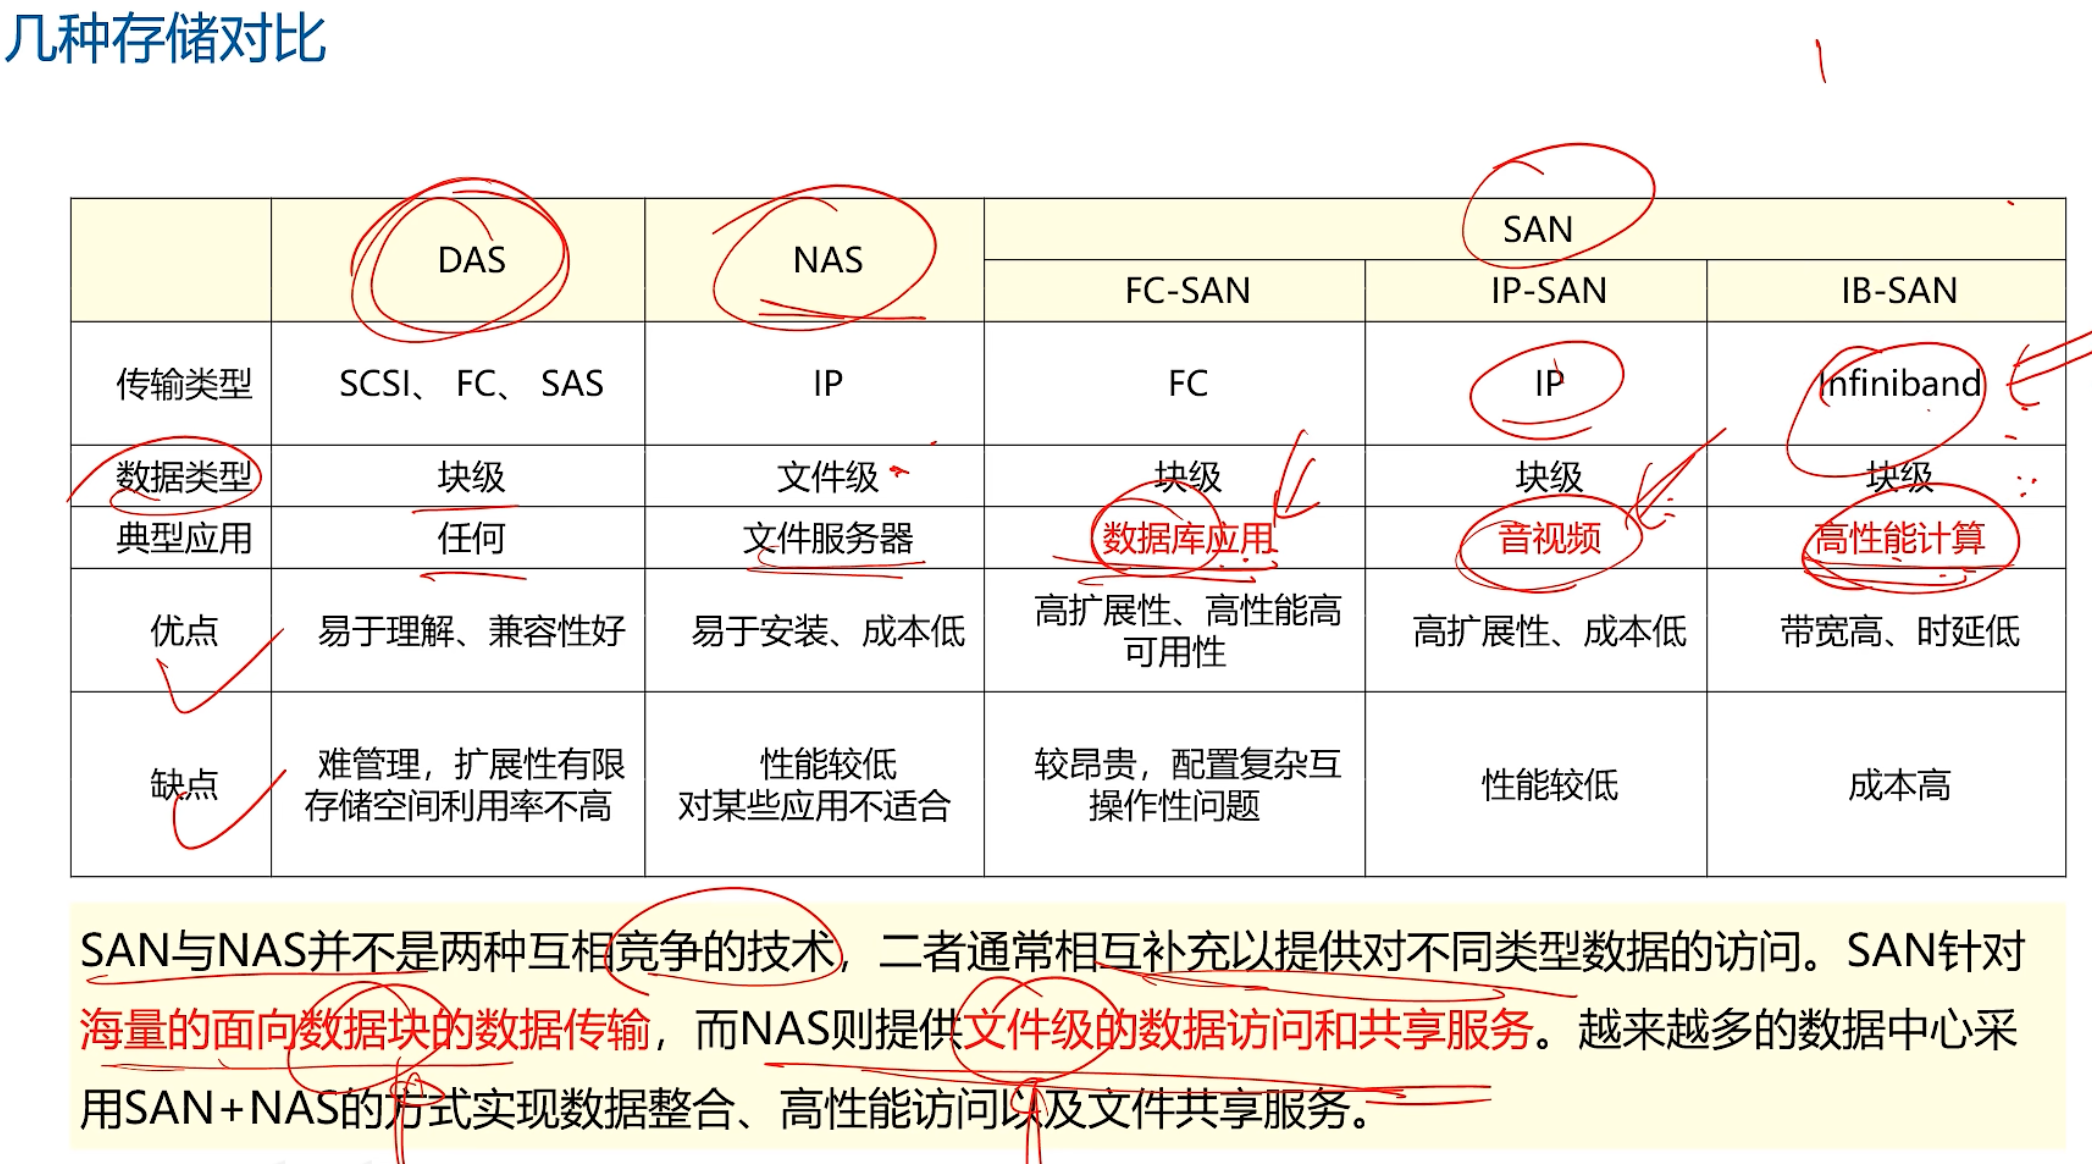 几种存储对比
DAS NAS SAN
FC-SAN IP-SAN IB-SAN
传输类型 SCSI、 FC、 SAS IP FC IP Infiniband
数据类型 块级 文件级 块级 块级 块级
典型应用 任何 文件服务器 数据库应用 音视频 高性能计算
优点 易于理解、兼容性好 易于安装、成本低 高扩展性、高性能高
可用性 高扩展性、成本低 带宽高、时延低
缺点 难管理，扩展性有限
存储空间利用率不高 性能较低
对某些应用不适合 较昂贵，配置复杂互
操作性问题 性能较低 成本高
SAN与NAS并不是两种互相竞争的技术，二者通常相互补充以提供对不同类型数据的访问。SAN针对
海量的面向数据块的数据传输，而NAS则提供文件级的数据访问和共享服务。越来越多的数据中心采
用SAN+NAS的方式实现数据整合、高性能访问以及文件共享服务。